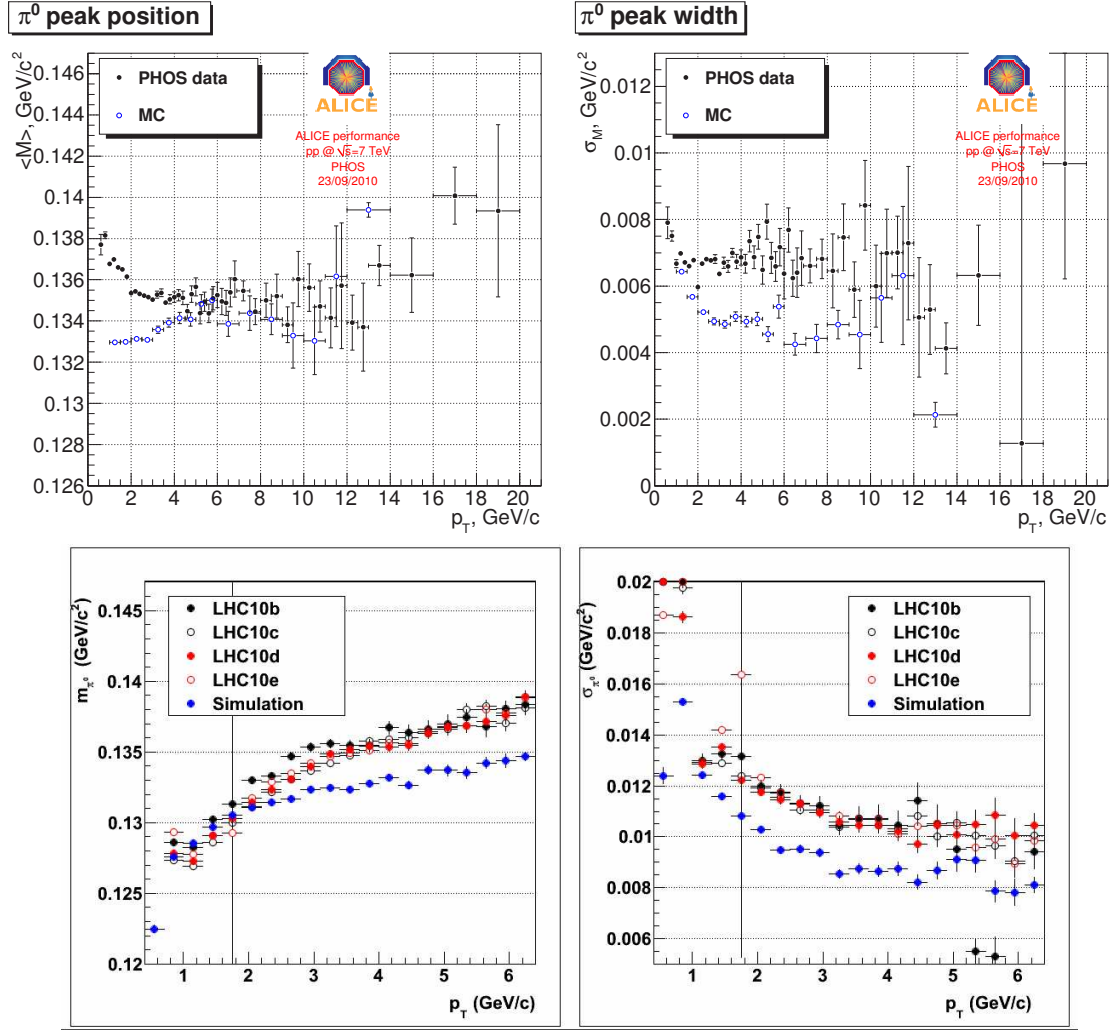 π⁰ peak position
<M>, GeV/c²
0.146
0.144
0.142
0.14
0.138
0.136
0.134
0.132
0.13
0.128
0.126
PHOS data
MC
ALICE
ALICE performance
pp @ √s=7 TeV
PHOS
23/09/2010
0 2 4 6 8 10 12 14 16 18 20
p_T, GeV/c
π⁰ peak width
σ_M, GeV/c²
0.012
0.01
0.008
0.006
0.004
0.002
0
PHOS data
MC
ALICE
ALICE performance
pp @ √s=7 TeV
PHOS
23/09/2010
0 2 4 6 8 10 12 14 16 18 20
p_T, GeV/c
m_π⁰ (GeV/c²)
0.145
0.14
0.135
0.13
0.125
0.12
LHC10b
LHC10c
LHC10d
LHC10e
Simulation
1 2 3 4 5 6
p_T (GeV/c)
σ_π⁰ (GeV/c²)
0.02
0.018
0.016
0.014
0.012
0.01
0.008
0.006
LHC10b
LHC10c
LHC10d
LHC10e
Simulation
1 2 3 4 5 6
p_T (GeV/c)